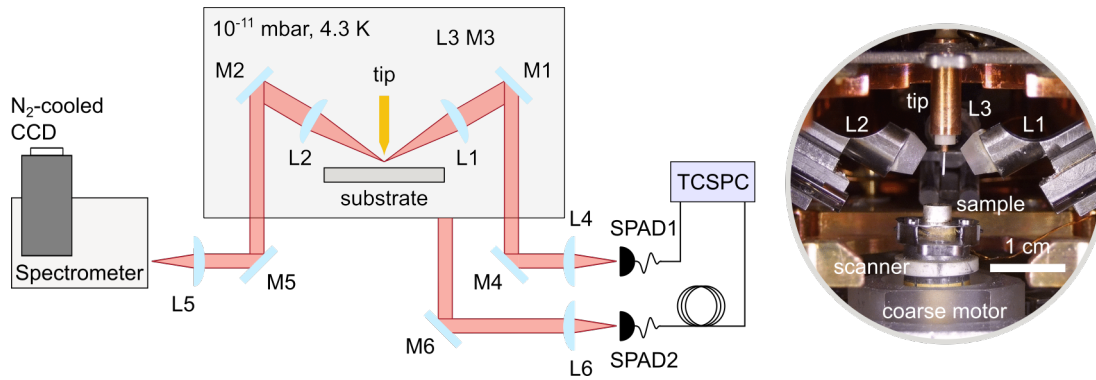 10⁻¹¹ mbar, 4.3 K
L3 M3
M2
M1
tip
N₂-cooled
CCD
L2
L1
substrate
TCSPC
L4
SPAD1
Spectrometer
M5
M4
L5
M6
SPAD2
L6
tip
L3
L2
L1
sample
1 cm
scanner
coarse motor